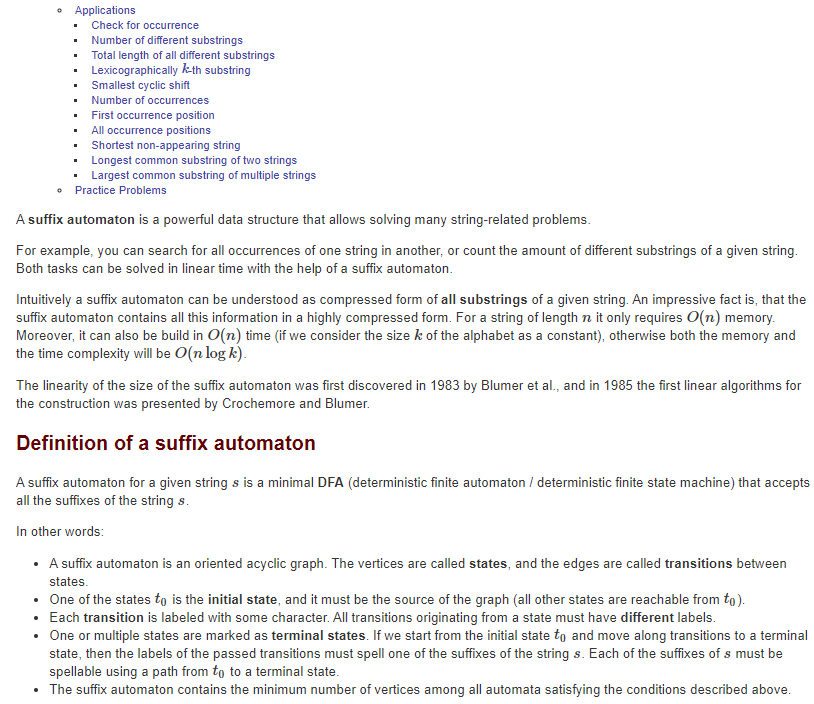 Applications
Check for occurrence
Number of different substrings
Total length of all different substrings
Lexicographically k-th substring
Smallest cyclic shift
Number of occurrences
First occurrence position
All occurrence positions
Shortest non-appearing string
Longest common substring of two strings
Largest common substring of multiple strings
Practice Problems
A suffix automaton is a powerful data structure that allows solving many string-related problems.
For example, you can search for all occurrences of one string in another, or count the amount of different substrings of a given string.
Both tasks can be solved in linear time with the help of a suffix automaton.
Intuitively a suffix automaton can be understood as compressed form of all substrings of a given string. An impressive fact is, that the
suffix automaton contains all this information in a highly compressed form. For a string of length n it only requires O(n) memory.
Moreover, it can also be build in O(n) time (if we consider the size k of the alphabet as a constant), otherwise both the memory and
the time complexity will be O(n log k).
The linearity of the size of the suffix automaton was first discovered in 1983 by Blumer et al., and in 1985 the first linear algorithms for
the construction was presented by Crochemore and Blumer.
Definition of a suffix automaton
A suffix automaton for a given string s is a minimal DFA (deterministic finite automaton / deterministic finite state machine) that accepts
all the suffixes of the string s.
In other words:
A suffix automaton is an oriented acyclic graph. The vertices are called states, and the edges are called transitions between
states.
One of the states t₀ is the initial state, and it must be the source of the graph (all other states are reachable from t₀).
Each transition is labeled with some character. All transitions originating from a state must have different labels.
One or multiple states are marked as terminal states. If we start from the initial state t₀ and move along transitions to a terminal
state, then the labels of the passed transitions must spell one of the suffixes of the string s. Each of the suffixes of s must be
spellable using a path from t₀ to a terminal state.
The suffix automaton contains the minimum number of vertices among all automata satisfying the conditions described above.